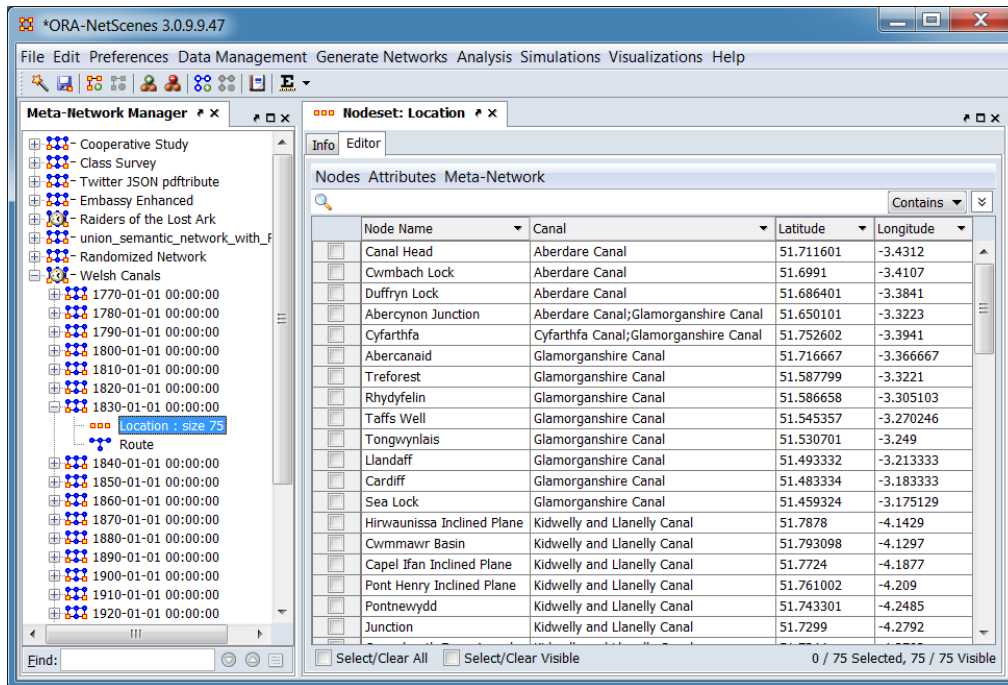 *ORA-NetScenes 3.0.9.9.47
File Edit Preferences Data Management Generate Networks Analysis Simulations Visualizations Help
Meta-Network Manager
Cooperative Study
Class Survey
Twitter JSON pdftribute
Embassy Enhanced
Raiders of the Lost Ark
union_semantic_network_with_F
Randomized Network
Welsh Canals
1770-01-01 00:00:00
1780-01-01 00:00:00
1790-01-01 00:00:00
1800-01-01 00:00:00
1810-01-01 00:00:00
1820-01-01 00:00:00
1830-01-01 00:00:00
Location : size 75
Route
1840-01-01 00:00:00
1850-01-01 00:00:00
1860-01-01 00:00:00
1870-01-01 00:00:00
1880-01-01 00:00:00
1890-01-01 00:00:00
1900-01-01 00:00:00
1910-01-01 00:00:00
1920-01-01 00:00:00
Find:
Nodeset: Location
Info Editor
Nodes Attributes Meta-Network
Contains
Node Name Canal Latitude Longitude
Canal Head Aberdare Canal 51.711601 -3.4312
Cwmbach Lock Aberdare Canal 51.6991 -3.4107
Duffryn Lock Aberdare Canal 51.686401 -3.3841
Abercynon Junction Aberdare Canal;Glamorganshire Canal 51.650101 -3.3223
Cyfarthfa Cyfarthfa Canal;Glamorganshire Canal 51.752602 -3.3941
Abercanaid Glamorganshire Canal 51.716667 -3.366667
Treforest Glamorganshire Canal 51.587799 -3.3221
Rhydyfelin Glamorganshire Canal 51.586658 -3.305103
Taffs Well Glamorganshire Canal 51.545357 -3.270246
Tongwynlais Glamorganshire Canal 51.530701 -3.249
Llandaff Glamorganshire Canal 51.493332 -3.213333
Cardiff Glamorganshire Canal 51.483334 -3.183333
Sea Lock Glamorganshire Canal 51.459324 -3.175129
Hirwaunissa Inclined Plane Kidwelly and Llanelly Canal 51.7878 -4.1429
Cwmmawr Basin Kidwelly and Llanelly Canal 51.793098 -4.1297
Capel Ifan Inclined Plane Kidwelly and Llanelly Canal 51.7724 -4.1877
Pont Henry Inclined Plane Kidwelly and Llanelly Canal 51.761002 -4.209
Pontnewydd Kidwelly and Llanelly Canal 51.743301 -4.2485
Junction Kidwelly and Llanelly Canal 51.7299 -4.2792
Select/Clear All Select/Clear Visible 0 / 75 Selected, 75 / 75 Visible